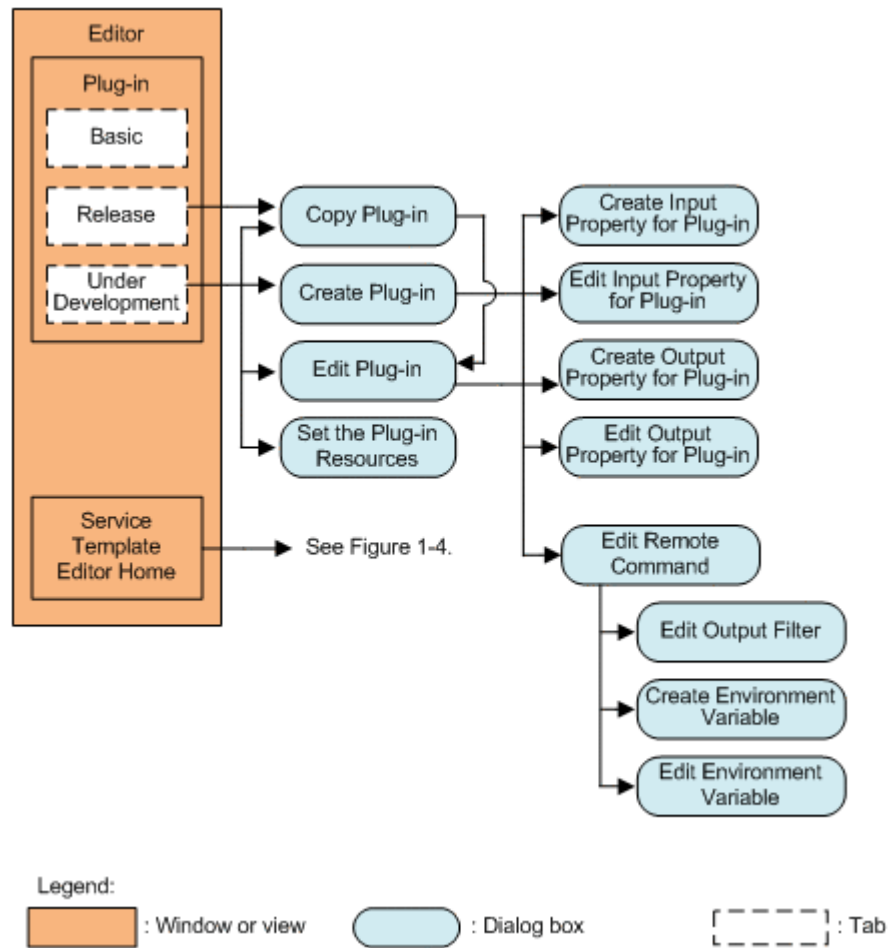 Editor
Plug-in
Basic
Release
Under
Development
Service
Template
Editor Home
Copy Plug-in
Create Plug-in
Edit Plug-in
Set the Plug-in
Resources
See Figure 1-4.
Create Input
Property for Plug-in
Edit Input Property
for Plug-in
Create Output
Property for Plug-in
Edit Output
Property for Plug-in
Edit Remote
Command
Edit Output Filter
Create Environment
Variable
Edit Environment
Variable
Legend:
: Window or view
: Dialog box
: Tab